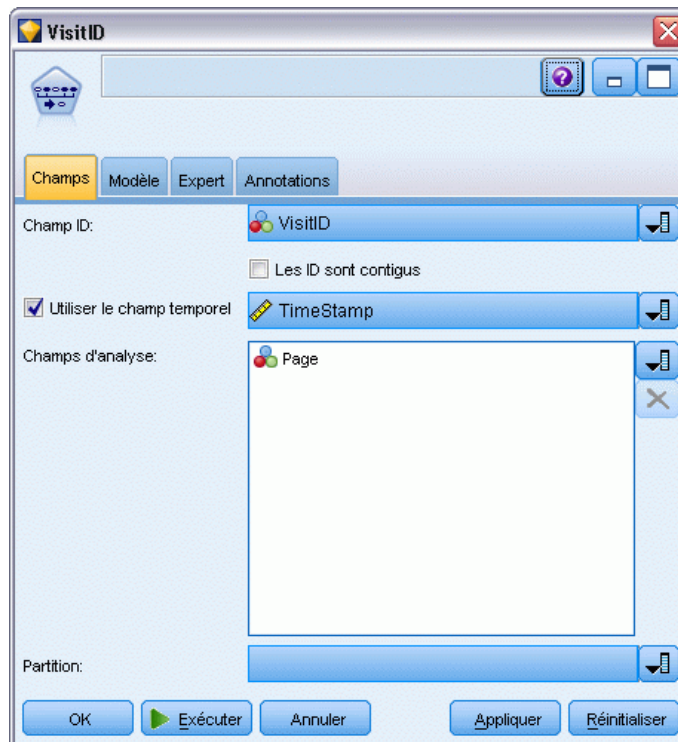 VisitID
?
Champs Modèle Expert Annotations
Champ ID: VisitID
Les ID sont contigus
Utiliser le champ temporel TimeStamp
Champs d'analyse: Page
Partition:
OK Exécuter Annuler Appliquer Réinitialiser